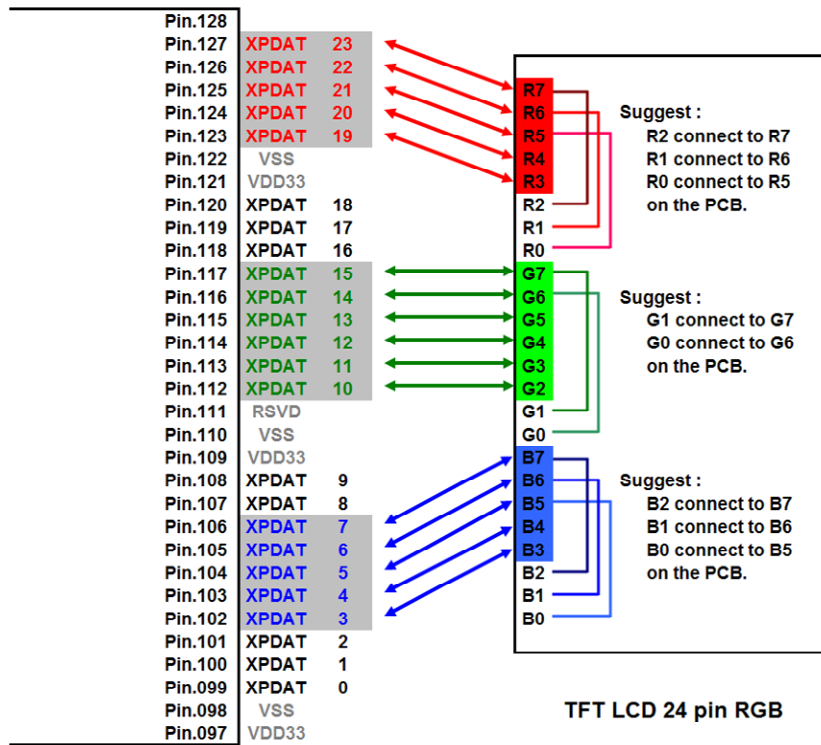 Pin.128
Pin.127 XPDAT 23
Pin.126 XPDAT 22
Pin.125 XPDAT 21
Pin.124 XPDAT 20
Pin.123 XPDAT 19
Pin.122 VSS
Pin.121 VDD33
Pin.120 XPDAT 18
Pin.119 XPDAT 17
Pin.118 XPDAT 16
Pin.117 XPDAT 15
Pin.116 XPDAT 14
Pin.115 XPDAT 13
Pin.114 XPDAT 12
Pin.113 XPDAT 11
Pin.112 XPDAT 10
Pin.111 RSVD
Pin.110 VSS
Pin.109 VDD33
Pin.108 XPDAT 9
Pin.107 XPDAT 8
Pin.106 XPDAT 7
Pin.105 XPDAT 6
Pin.104 XPDAT 5
Pin.103 XPDAT 4
Pin.102 XPDAT 3
Pin.101 XPDAT 2
Pin.100 XPDAT 1
Pin.099 XPDAT 0
Pin.098 VSS
Pin.097 VDD33
R7
R6
R5
R4
R3
R2
R1
R0
G7
G6
G5
G4
G3
G2
G1
G0
B7
B6
B5
B4
B3
B2
B1
B0
Suggest :
R2 connect to R7
R1 connect to R6
R0 connect to R5
on the PCB.
Suggest :
G1 connect to G7
G0 connect to G6
on the PCB.
Suggest :
B2 connect to B7
B1 connect to B6
B0 connect to B5
on the PCB.
TFT LCD 24 pin RGB